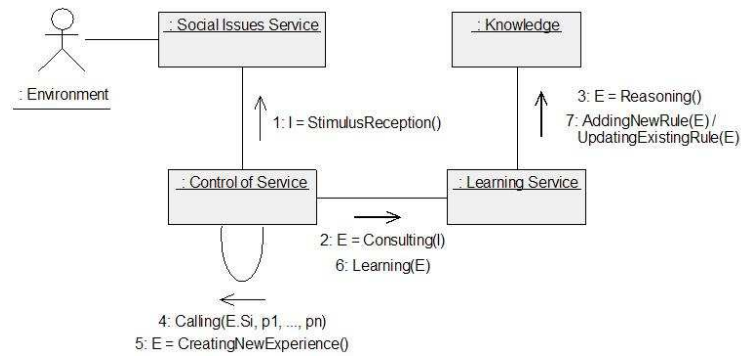 : Social Issues Service
: Knowledge
: Environment
1: I = StimulusReception()
3: E = Reasoning()
7: AddingNewRule(E) /
UpdatingExistingRule(E)
: Control of Service
: Learning Service
2: E = Consulting(I)
6: Learning(E)
4: Calling(E.Si, p1, ..., pn)
5: E = CreatingNewExperience()